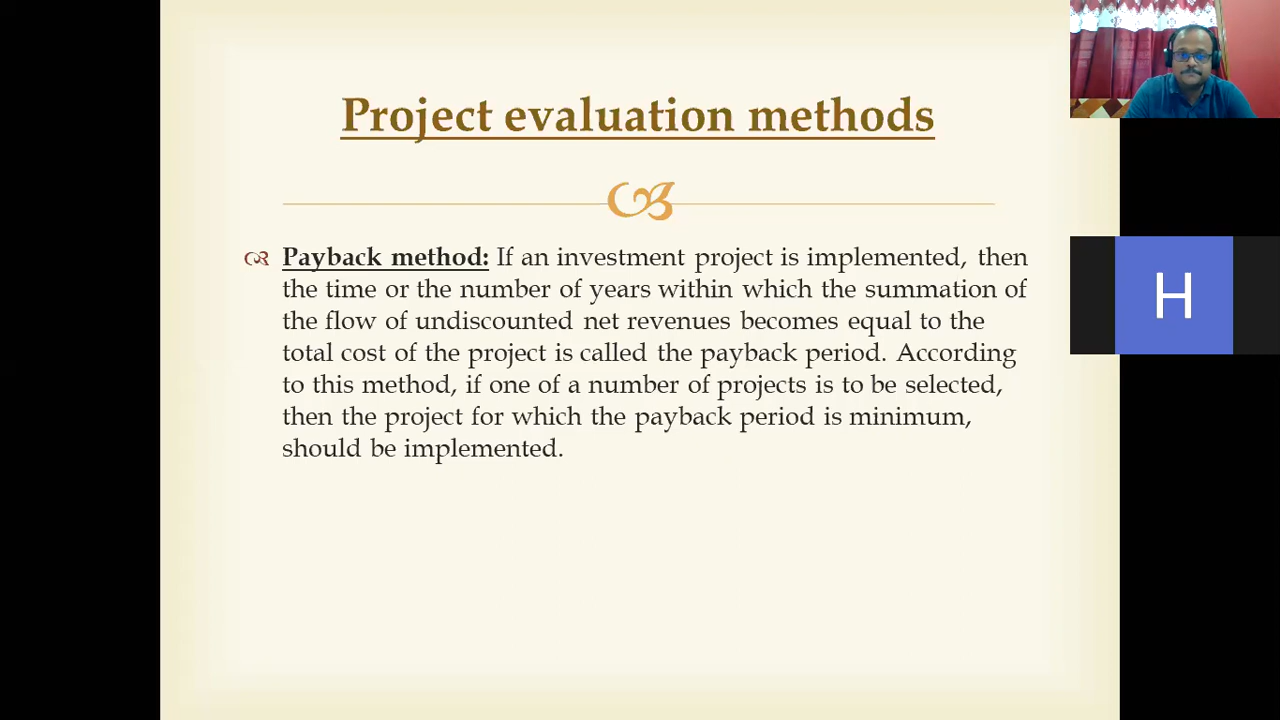 Project evaluation methods
Payback method: If an investment project is implemented, then
the time or the number of years within which the summation of
the flow of undiscounted net revenues becomes equal to the
total cost of the project is called the payback period. According
to this method, if one of a number of projects is to be selected,
then the project for which the payback period is minimum,
should be implemented.
H